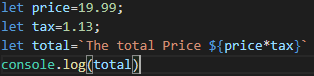 let price=19.99;
let tax=1.13;
let total=`The total Price ${price*tax}`
console.log(total)